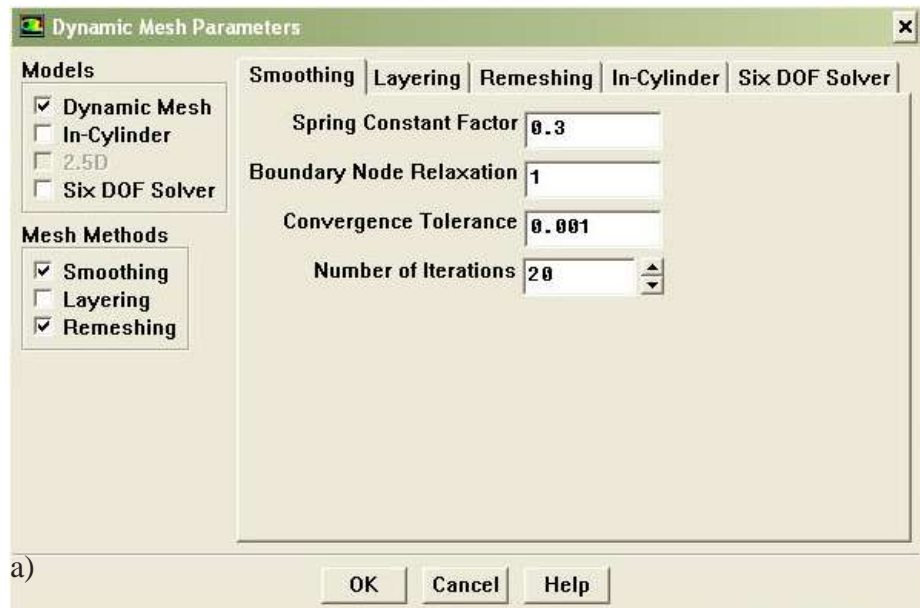 Dynamic Mesh Parameters
Models
Dynamic Mesh
In-Cylinder
2.5D
Six DOF Solver
Mesh Methods
Smoothing
Layering
Remeshing
Smoothing Layering Remeshing In-Cylinder Six DOF Solver
Spring Constant Factor 0.3
Boundary Node Relaxation 1
Convergence Tolerance 0.001
Number of Iterations 20
a)
OK Cancel Help